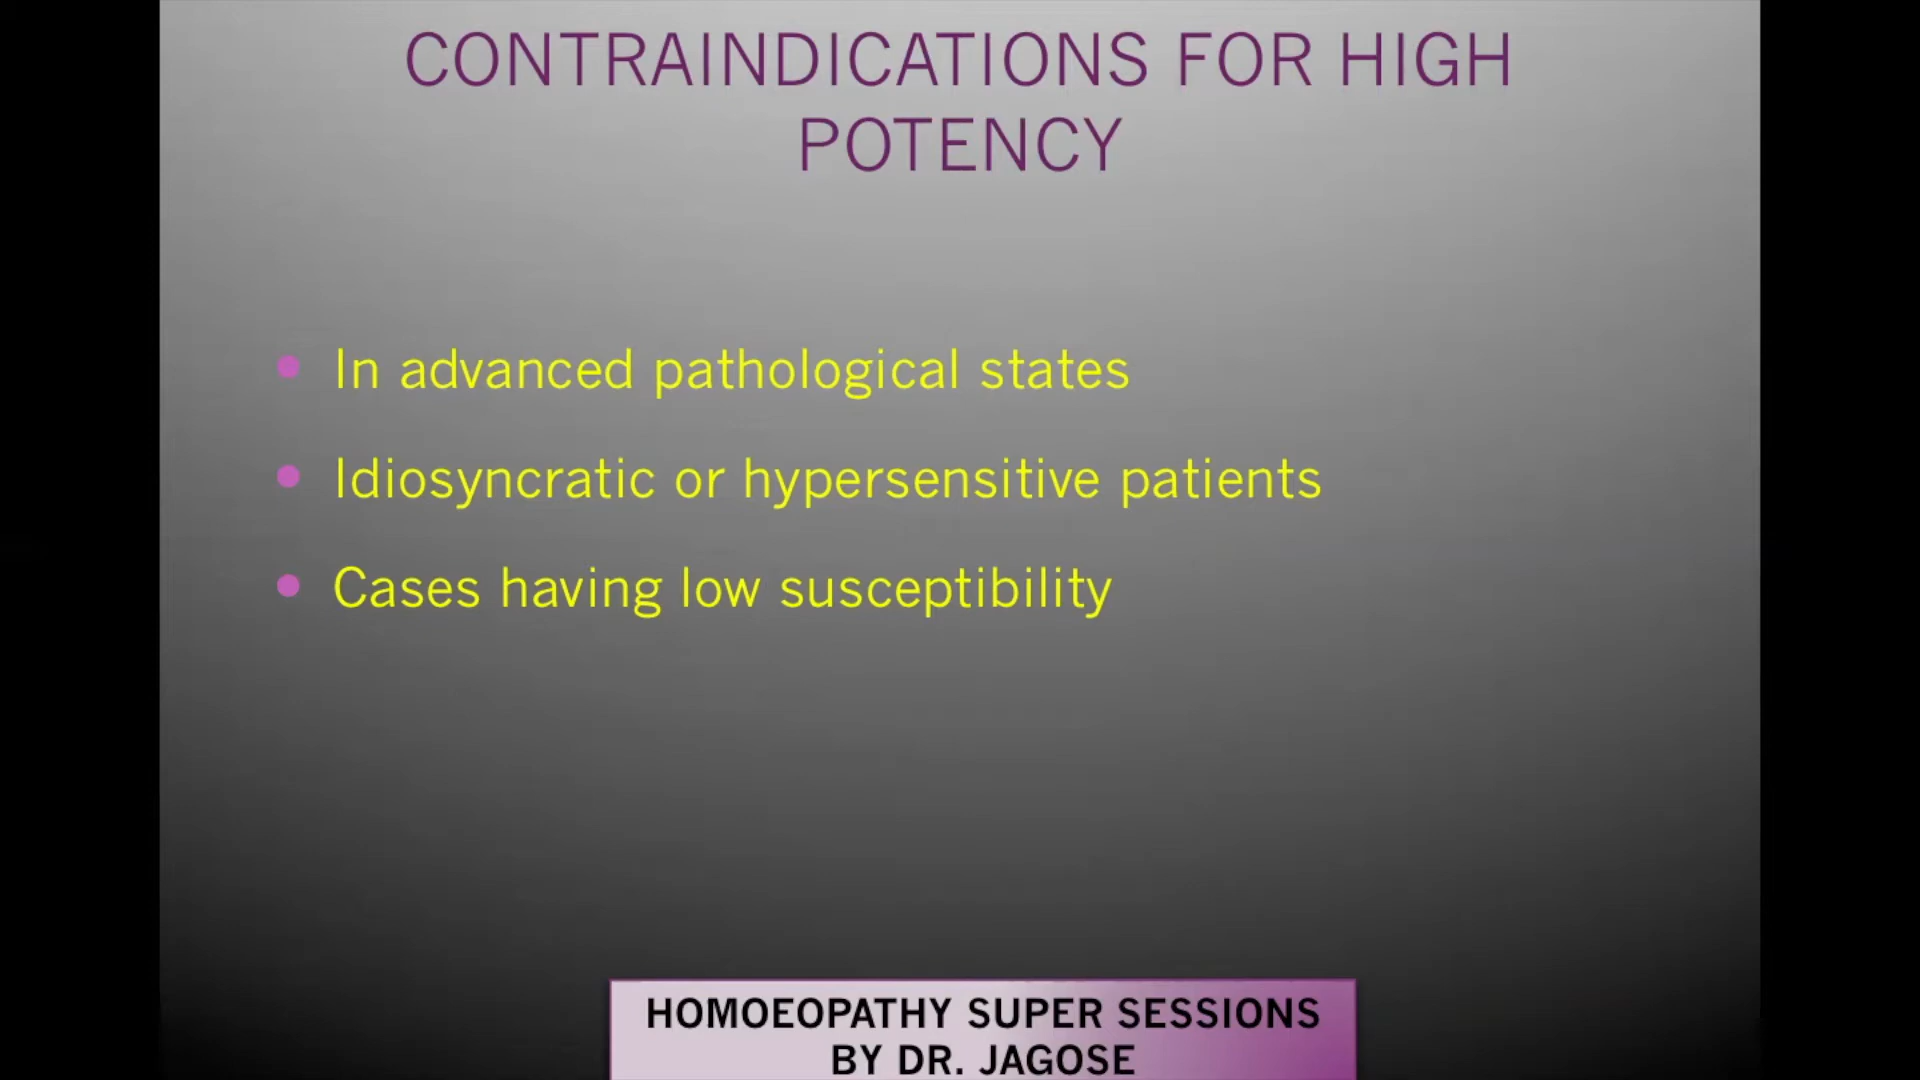 CONTRAINDICATIONS FOR HIGH
POTENCY
In advanced pathological states
Idiosyncratic or hypersensitive patients
Cases having low susceptibility
HOMOEOPATHY SUPER SESSIONS
BY DR. JAGOSE